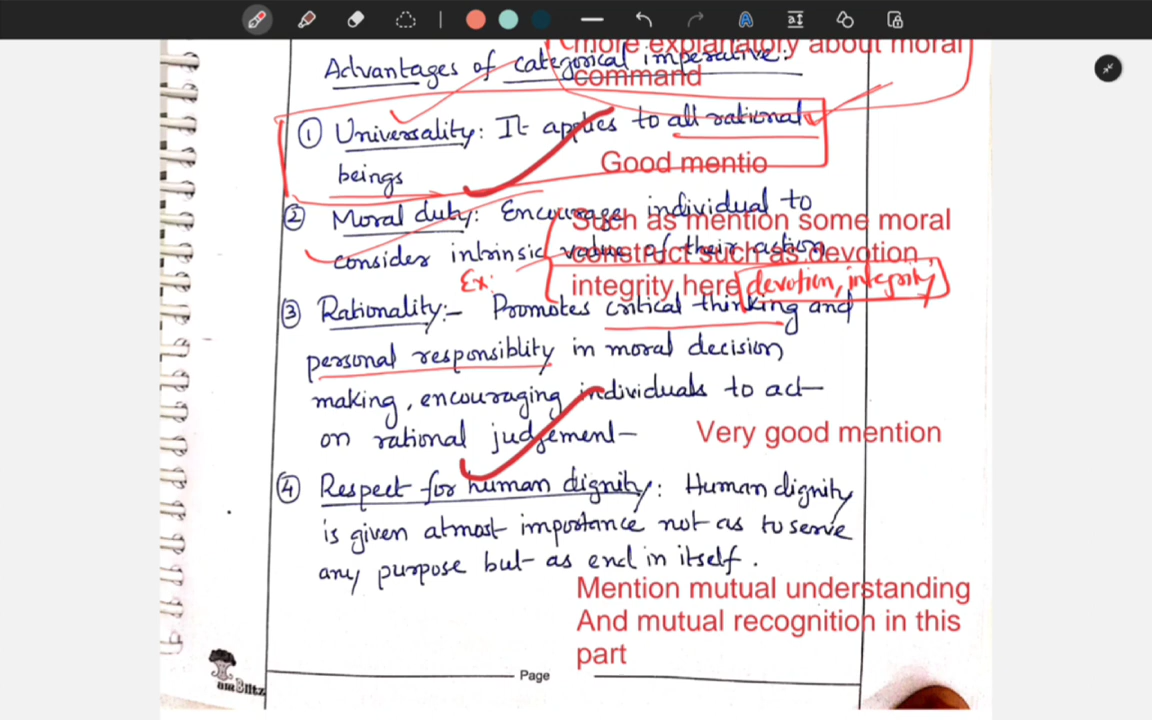 more explanatory about moral
command
Advantages of categorical imperative:-
① Universality: It applies to all rational
beings
Good mentio
② Moral duty: Encourage individual to
consider intrinsic value of their action
Such as mention some moral
construct such as devotion ,
integrity here
Ex: devotion, integrity
③ Rationality:- Promotes critical thinking and
personal responsiblity in moral decision
making, encouraging individuals to act
on rational judgement-
Very good mention
④ Respect for human dignity: Human dignity
is given atmost importance not as to serve
any purpose but as end in itself.
Mention mutual understanding
And mutual recognition in this
part
Page